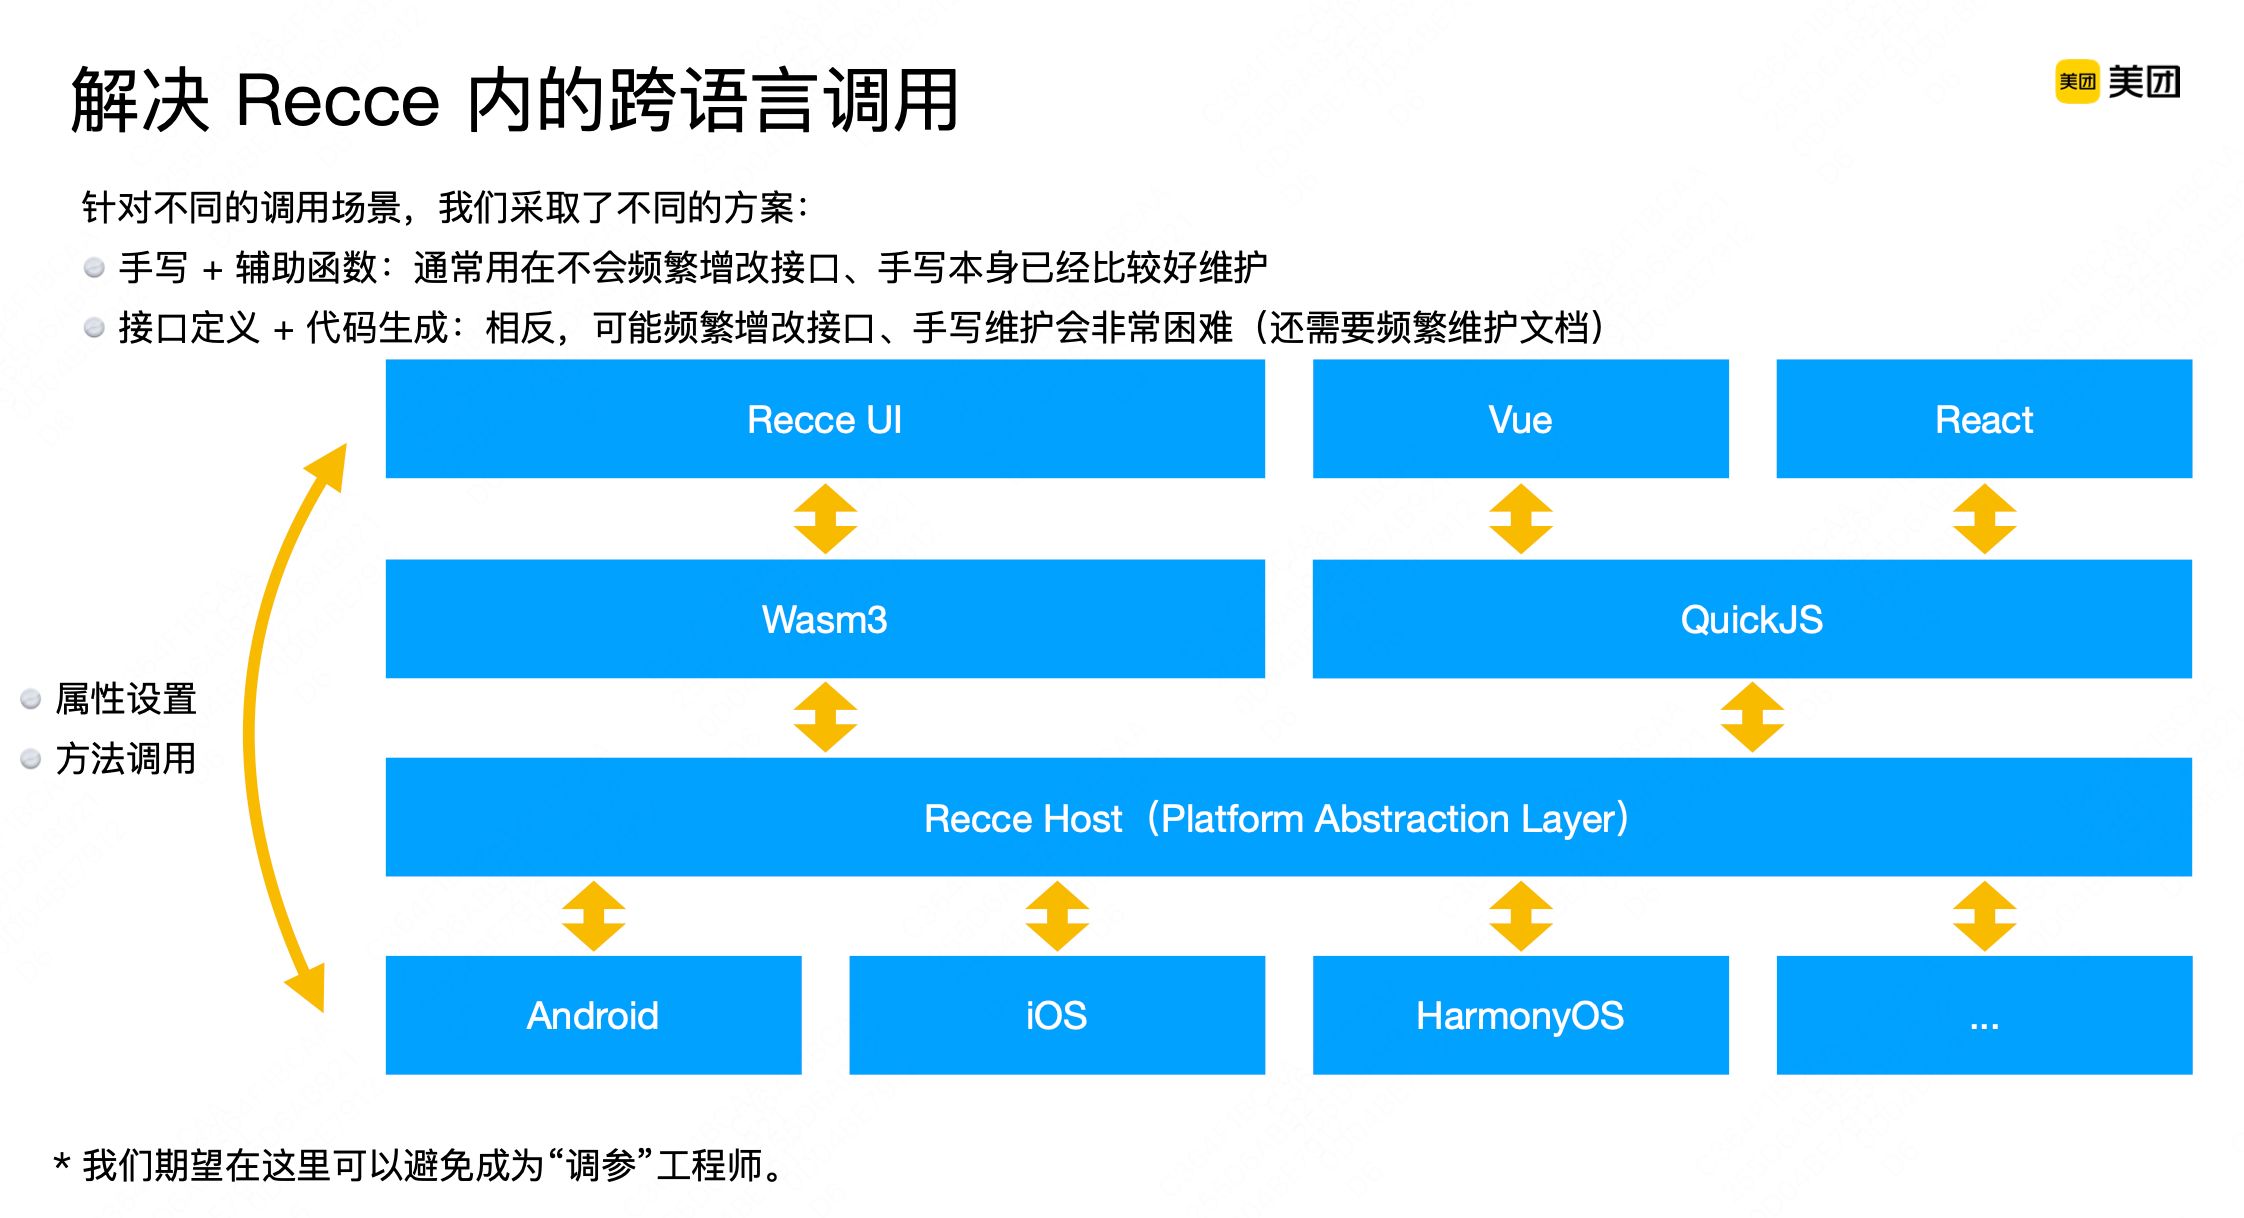 解决 Recce 内的跨语言调用
美团 美团
针对不同的调用场景，我们采取了不同的方案：
手写 + 辅助函数：通常用在不会频繁增改接口、手写本身已经比较好维护
接口定义 + 代码生成：相反，可能频繁增改接口、手写维护会非常困难（还需要频繁维护文档）
Recce UI
Vue
React
Wasm3
QuickJS
属性设置
方法调用
Recce Host（Platform Abstraction Layer）
Android
iOS
HarmonyOS
...
* 我们期望在这里可以避免成为“调参”工程师。